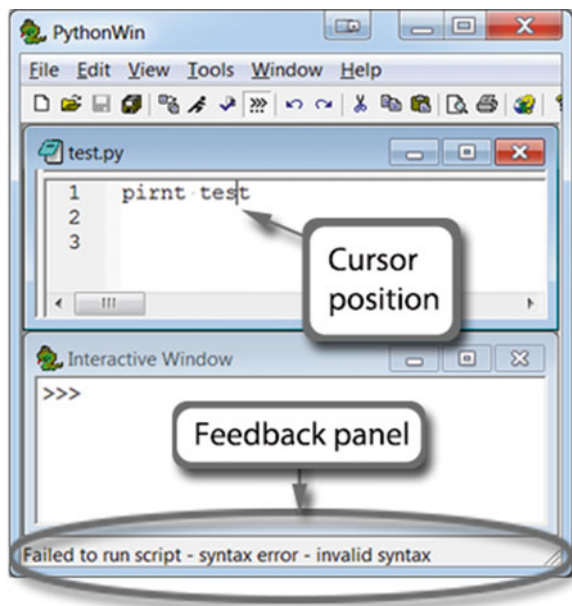 PythonWin
File Edit View Tools Window Help
test.py
1 pirnt test
2
3
Cursor
position
Interactive Window
>>>
Feedback panel
Failed to run script - syntax error - invalid syntax